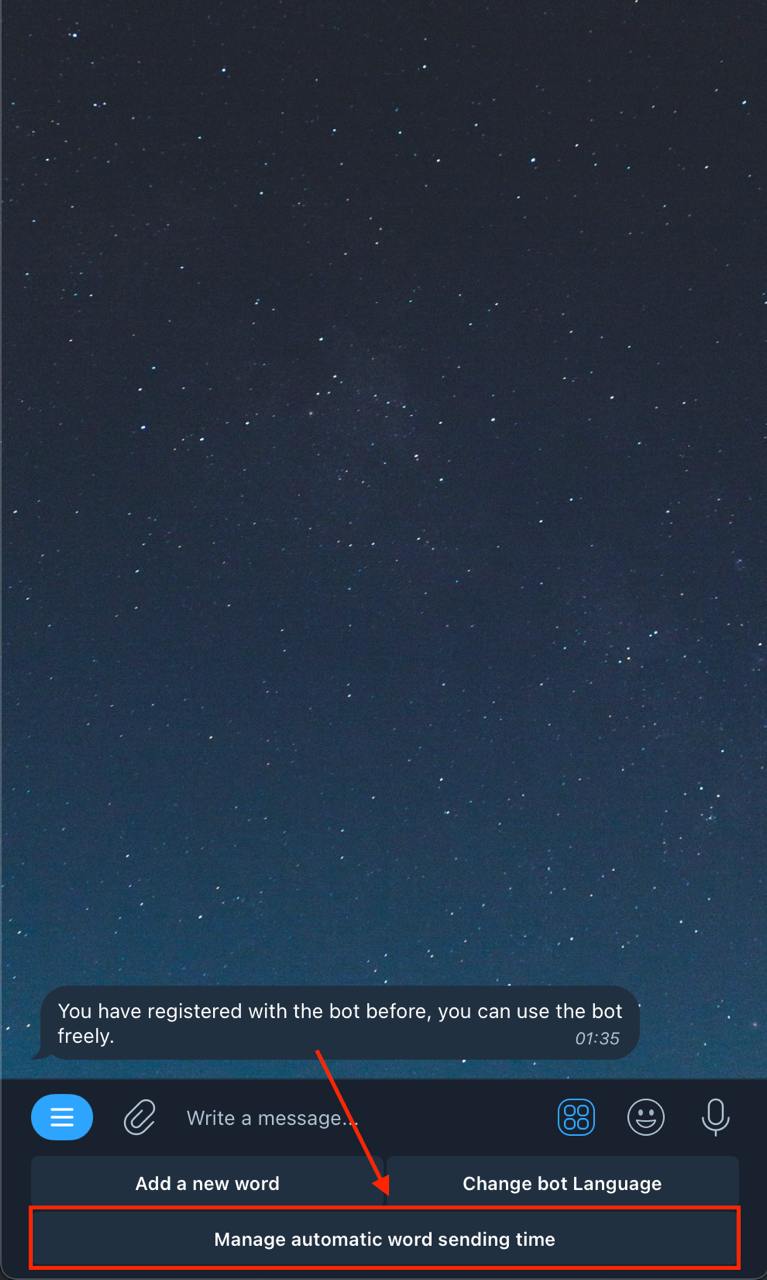 You have registered with the bot before, you can use the bot
freely.
01:35
Write a message...
Add a new word
Change bot Language
Manage automatic word sending time